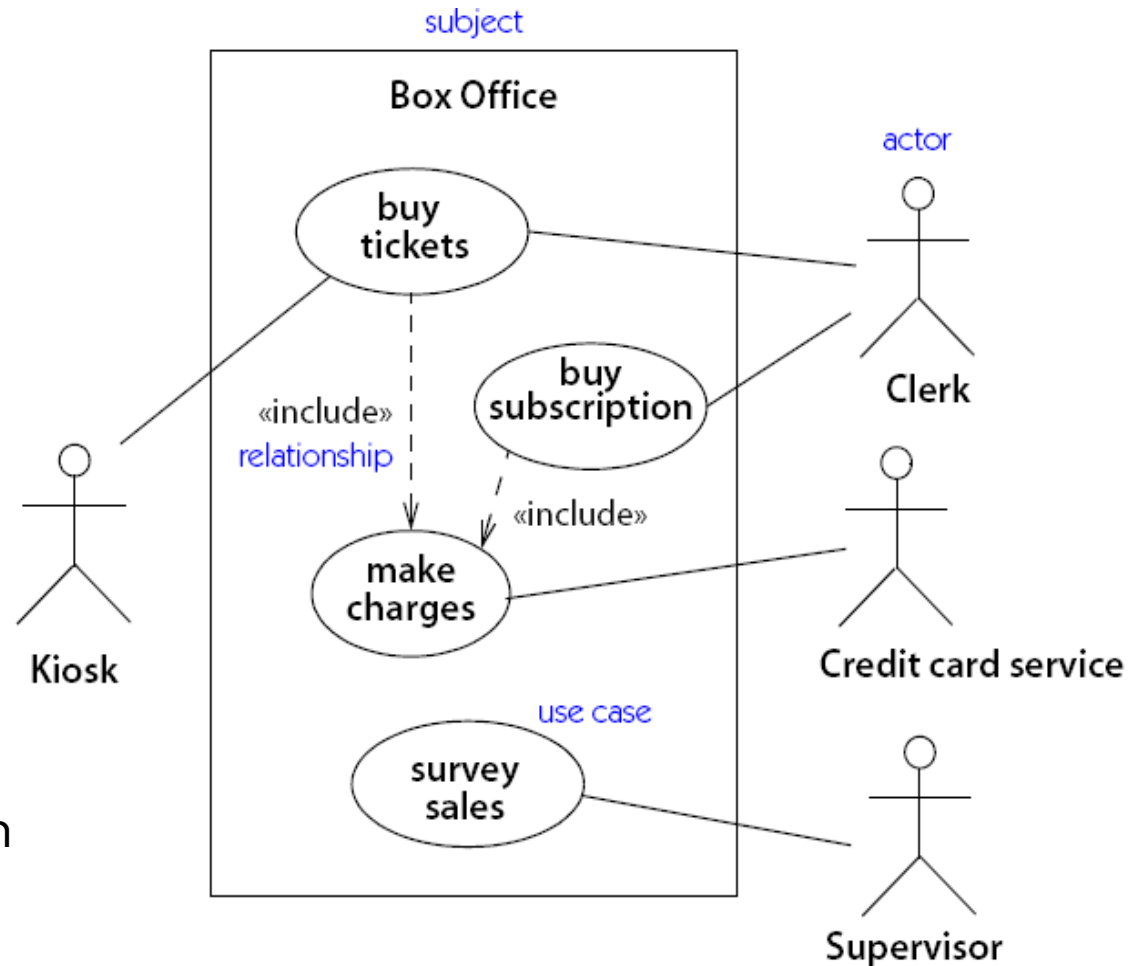 subject
Box Office
actor
buy
tickets
buy
subscription
Clerk
«include»
relationship
«include»
make
charges
Kiosk
Credit card service
use case
survey
sales
n
Supervisor